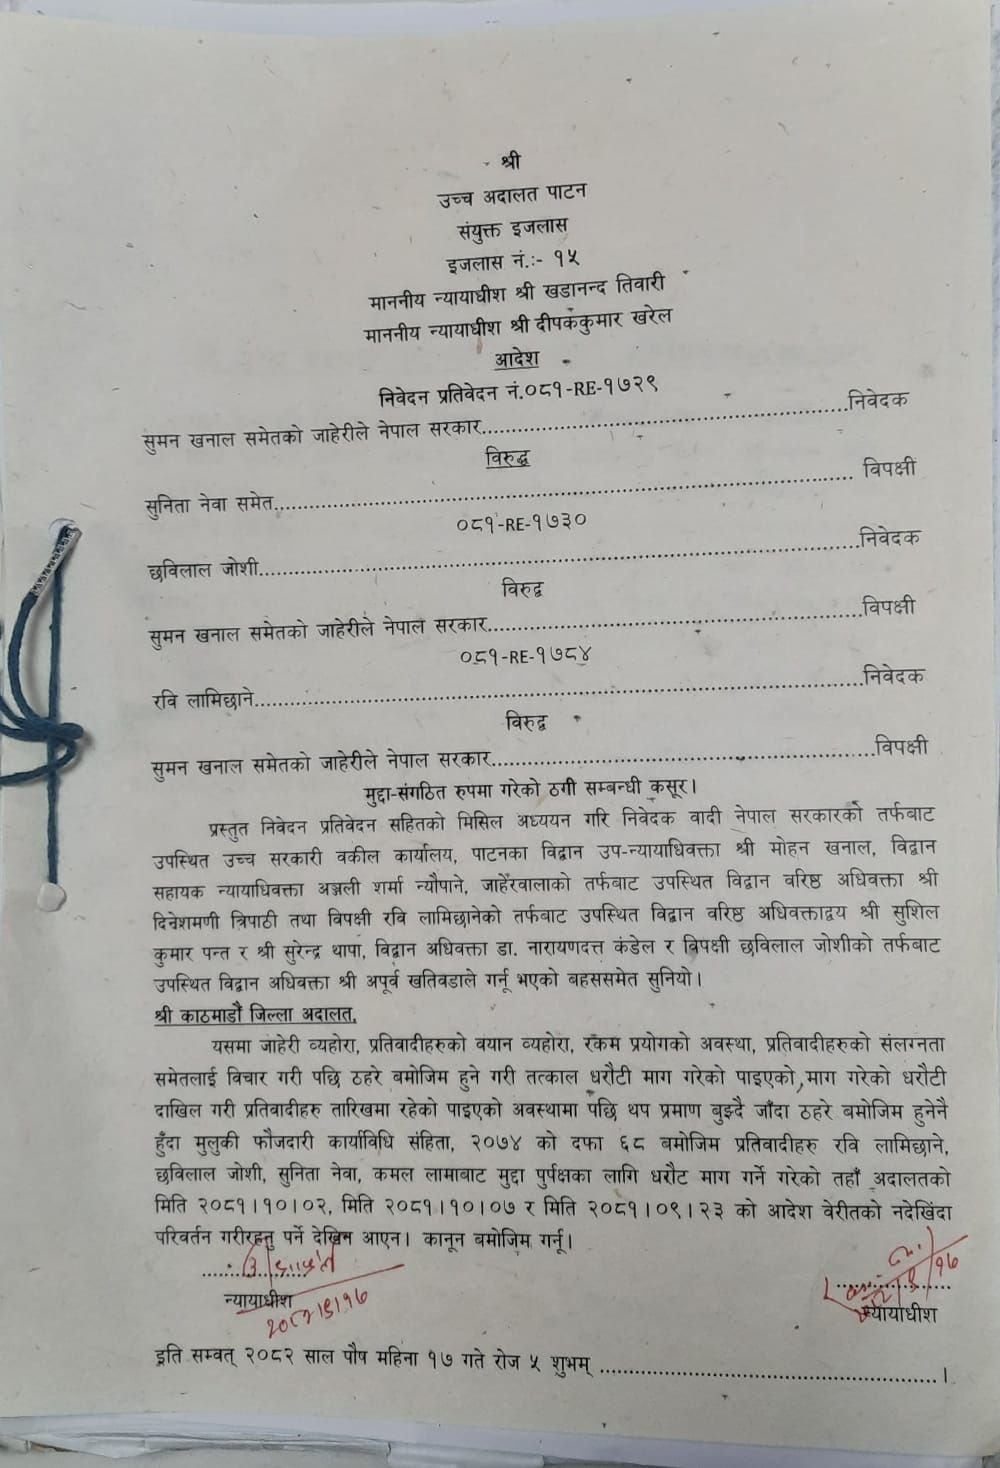 श्री
उच्च अदालत पाटन
संयुक्त इजलास
इजलास नं.:- १५
माननीय न्यायाधीश श्री खडानन्द तिवारी
माननीय न्यायाधीश श्री दीपककुमार खरेल
आदेश
निवेदन प्रतिवेदन नं.०८१-RE-१७२९
सुमन खनाल समेतको जाहेरीले नेपाल सरकार..........निवेदक
विरुद्ध
सुनिता नेवा समेत.......... विपक्षी
०८१-RE-१७३०
छविलाल जोशी..........निवेदक
विरुद्व
सुमन खनाल समेतको जाहेरीले नेपाल सरकार..........विपक्षी
०८१-RE-१७८४
रवि लामिछाने..........निवेदक
विरुद्व
सुमन खनाल समेतको जाहेरीले नेपाल सरकार..........विपक्षी
मुद्दा-संगठित रुपमा गरेको ठगी सम्बन्धी कसूर।
प्रस्तुत निवेदन प्रतिवेदन सहितको मिसिल अध्ययन गरि निवेदक वादी नेपाल सरकारको तर्फबाट
उपस्थित उच्च सरकारी वकील कार्यालय, पाटनका विद्वान उप-न्यायाधिवक्ता श्री मोहन खनाल, विद्वान
सहायक न्यायाधिवक्ता अञ्जली शर्मा न्यौपाने, जाहेरवालाको तर्फबाट उपस्थित विद्वान वरिष्ठ अधिवक्ता श्री
दिनेशमणी त्रिपाठी तथा विपक्षी रवि लामिछानेको तर्फबाट उपस्थित विद्वान वरिष्ठ अधिवक्ताद्वय श्री सुशिल
कुमार पन्त र श्री सुरेन्द्र थापा, विद्वान अधिवक्ता डा. नारायणदत्त कंडेल र विपक्षी छविलाल जोशीको तर्फबाट
उपस्थित विद्वान अधिवक्ता श्री अपूर्व खतिवडाले गर्नू भएको बहससमेत सुनियो।
श्री काठमाडौं जिल्ला अदालत,
यसमा जाहेरी व्यहोरा, प्रतिवादीहरुको वयान व्यहोरा, रकम प्रयोगको अवस्था, प्रतिवादीहरुको संलग्नता
समेतलाई विचार गरी पछि ठहरे बमोजिम हुने गरी तत्काल धरौटी माग गरेको पाइएको, माग गरेको धरौटी
दाखिल गरी प्रतिवादीहरु तारिखमा रहेको पाइएको अवस्थामा पछि थप प्रमाण बुझ्दै जाँदा ठहरे बमोजिम हुनेनै
हुँदा मुलुकी फौजदारी कार्याविधि संहिता, २०७४ को दफा ६८ बमोजिम प्रतिवादीहरु रवि लामिछाने,
छविलाल जोशी, सुनिता नेवा, कमल लामाबाट मुद्दा पुर्पक्षका लागि धरौट माग गर्ने गरेको तहाँ अदालतको
मिति २०८१।१०।०२, मिति २०८१।१०।०७ र मिति २०८१।०९।२३ को आदेश वेरीतको नदेखिंदा
परिवर्तन गरीरहनु पर्ने देखिन आएन। कानून बमोजिम गर्नू।
न्यायाधीश
न्यायाधीश
इति सम्वत् २०८२ साल पौष महिना १७ गते रोज ५ शुभम् ..........।